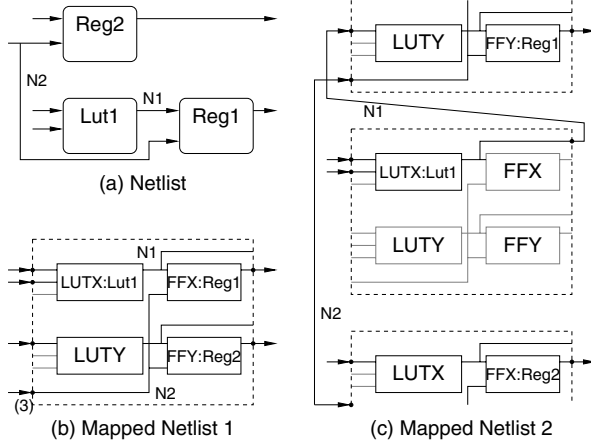 Reg2
N2
Lut1
N1
Reg1
(a) Netlist
N1
LUTX:Lut1
FFX:Reg1
LUTY
FFY:Reg2
(3)
N2
(b) Mapped Netlist 1
LUTY
FFY:Reg1
N1
LUTX:Lut1
FFX
LUTY
FFY
N2
LUTX
FFX:Reg2
(c) Mapped Netlist 2